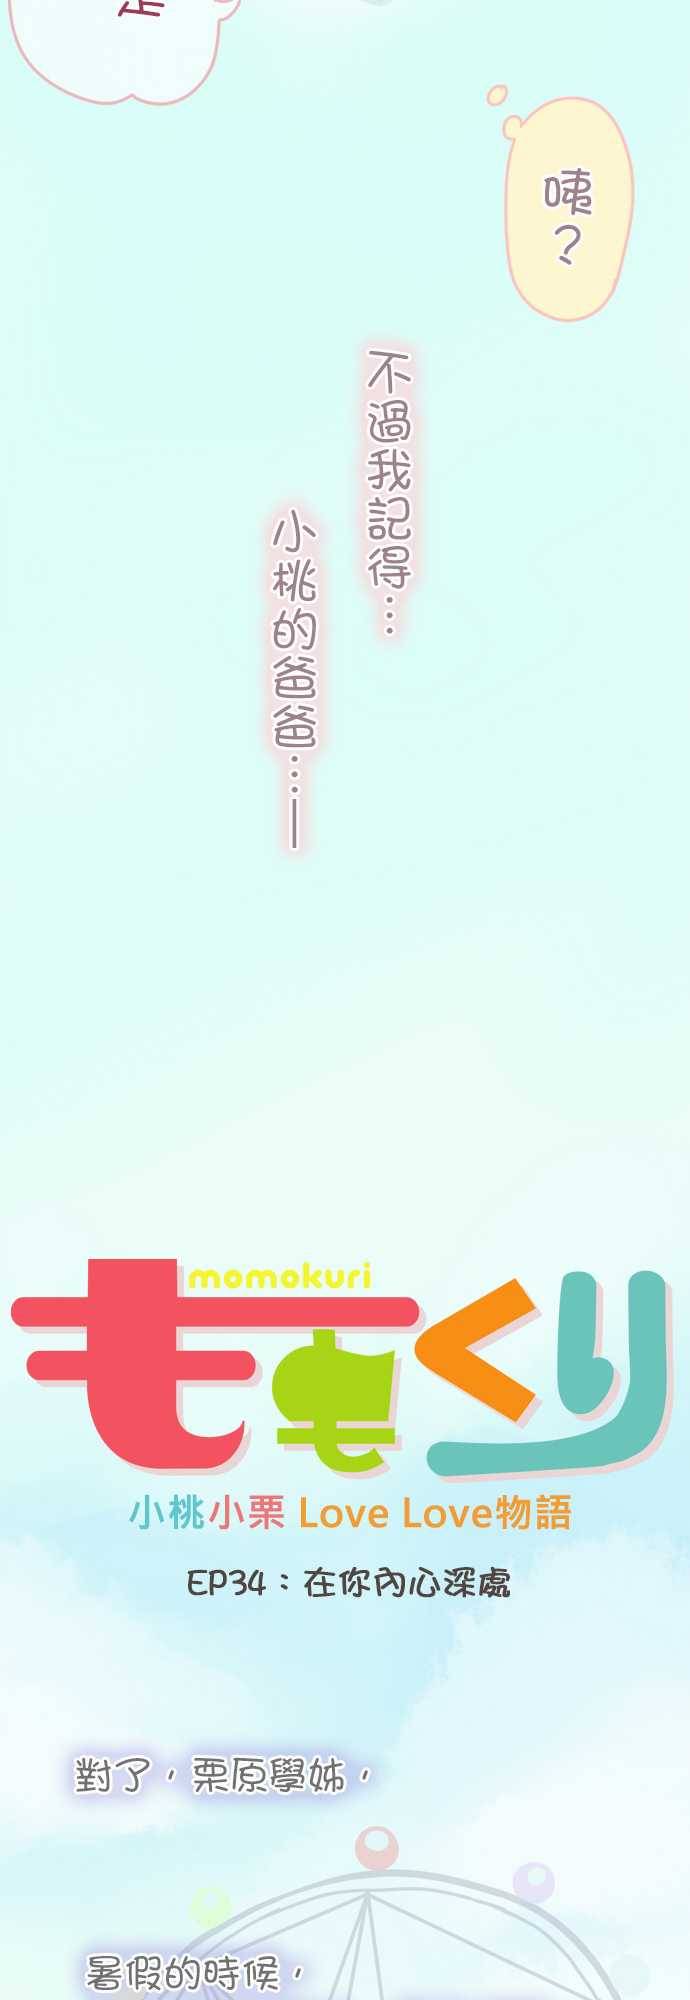 咦？
不過我記得…
小桃的爸爸…—
momokuri
ももくり
小桃小栗 Love Love物語
EP34：在你內心深處
對了，栗原學姊，
暑假的時候，